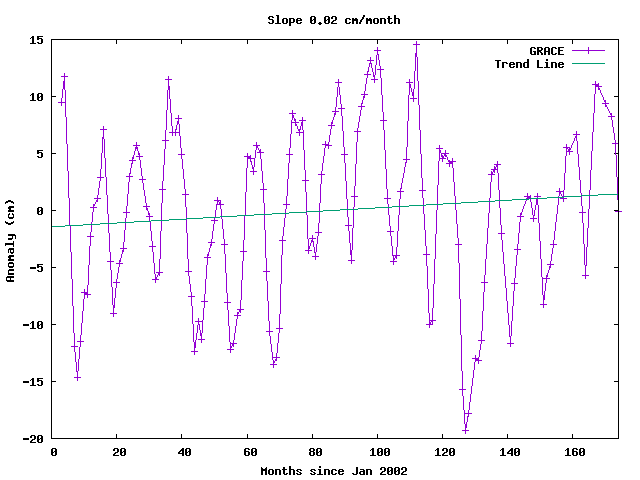 Slope 0.02 cm/month
GRACE
Trend Line
15
10
5
0
-5
-10
-15
-20
Anomaly (cm)
0 20 40 60 80 100 120 140 160
Months since Jan 2002